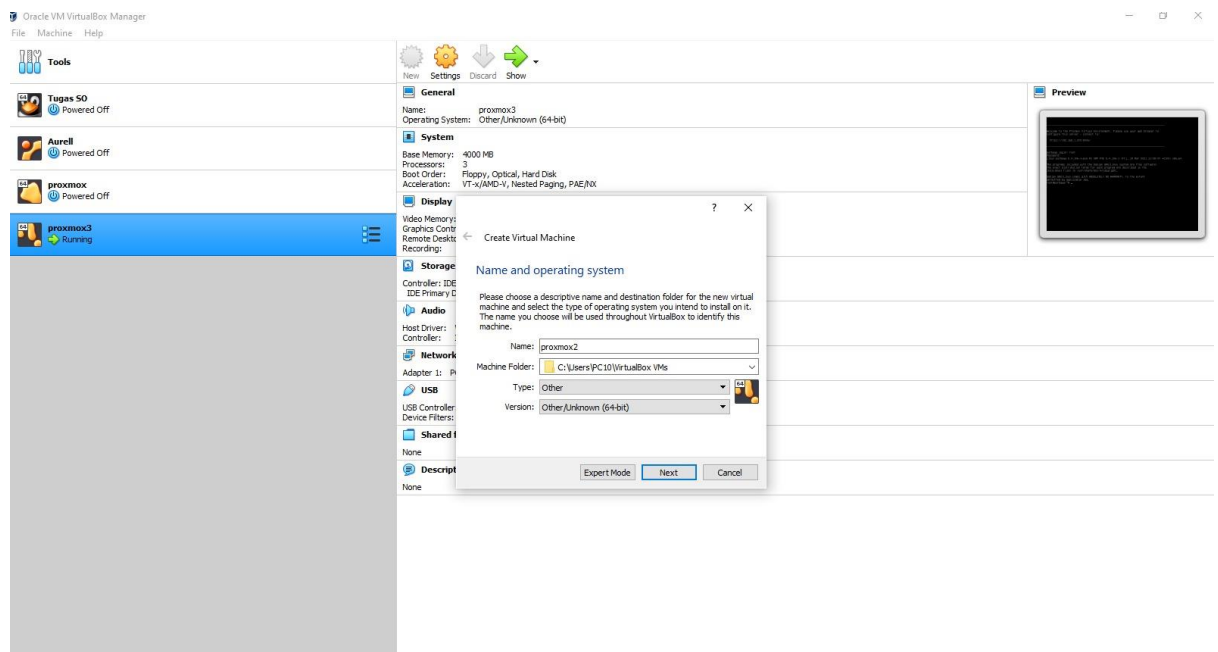 Oracle VM VirtualBox Manager
File Machine Help
Tools
New Settings Discard Show
64 Tugas SO
Powered Off
Aurell
Powered Off
64 proxmox
Powered Off
64 proxmox3
Running
General
Name: proxmox3
Operating System: Other/Unknown (64-bit)
System
Base Memory: 4000 MB
Processors: 3
Boot Order: Floppy, Optical, Hard Disk
Acceleration: VT-x/AMD-V, Nested Paging, PAE/NX
Display
Video Memory:
Graphics Contr
Remote Deskto
Recording:
Storage
Controller: IDE
IDE Primary D
Audio
Host Driver:
Controller:
Network
Adapter 1:
USB
USB Controller
Device Filters:
Shared f
None
Descript
None
Preview
?
Create Virtual Machine
Name and operating system
Please choose a descriptive name and destination folder for the new virtual
machine and select the type of operating system you intend to install on it.
The name you choose will be used throughout VirtualBox to identify this
machine.
Name: proxmox2
Machine Folder: C:\Users\PC10\VirtualBox VMs
Type: Other
64
Version: Other/Unknown (64-bit)
Expert Mode Next Cancel